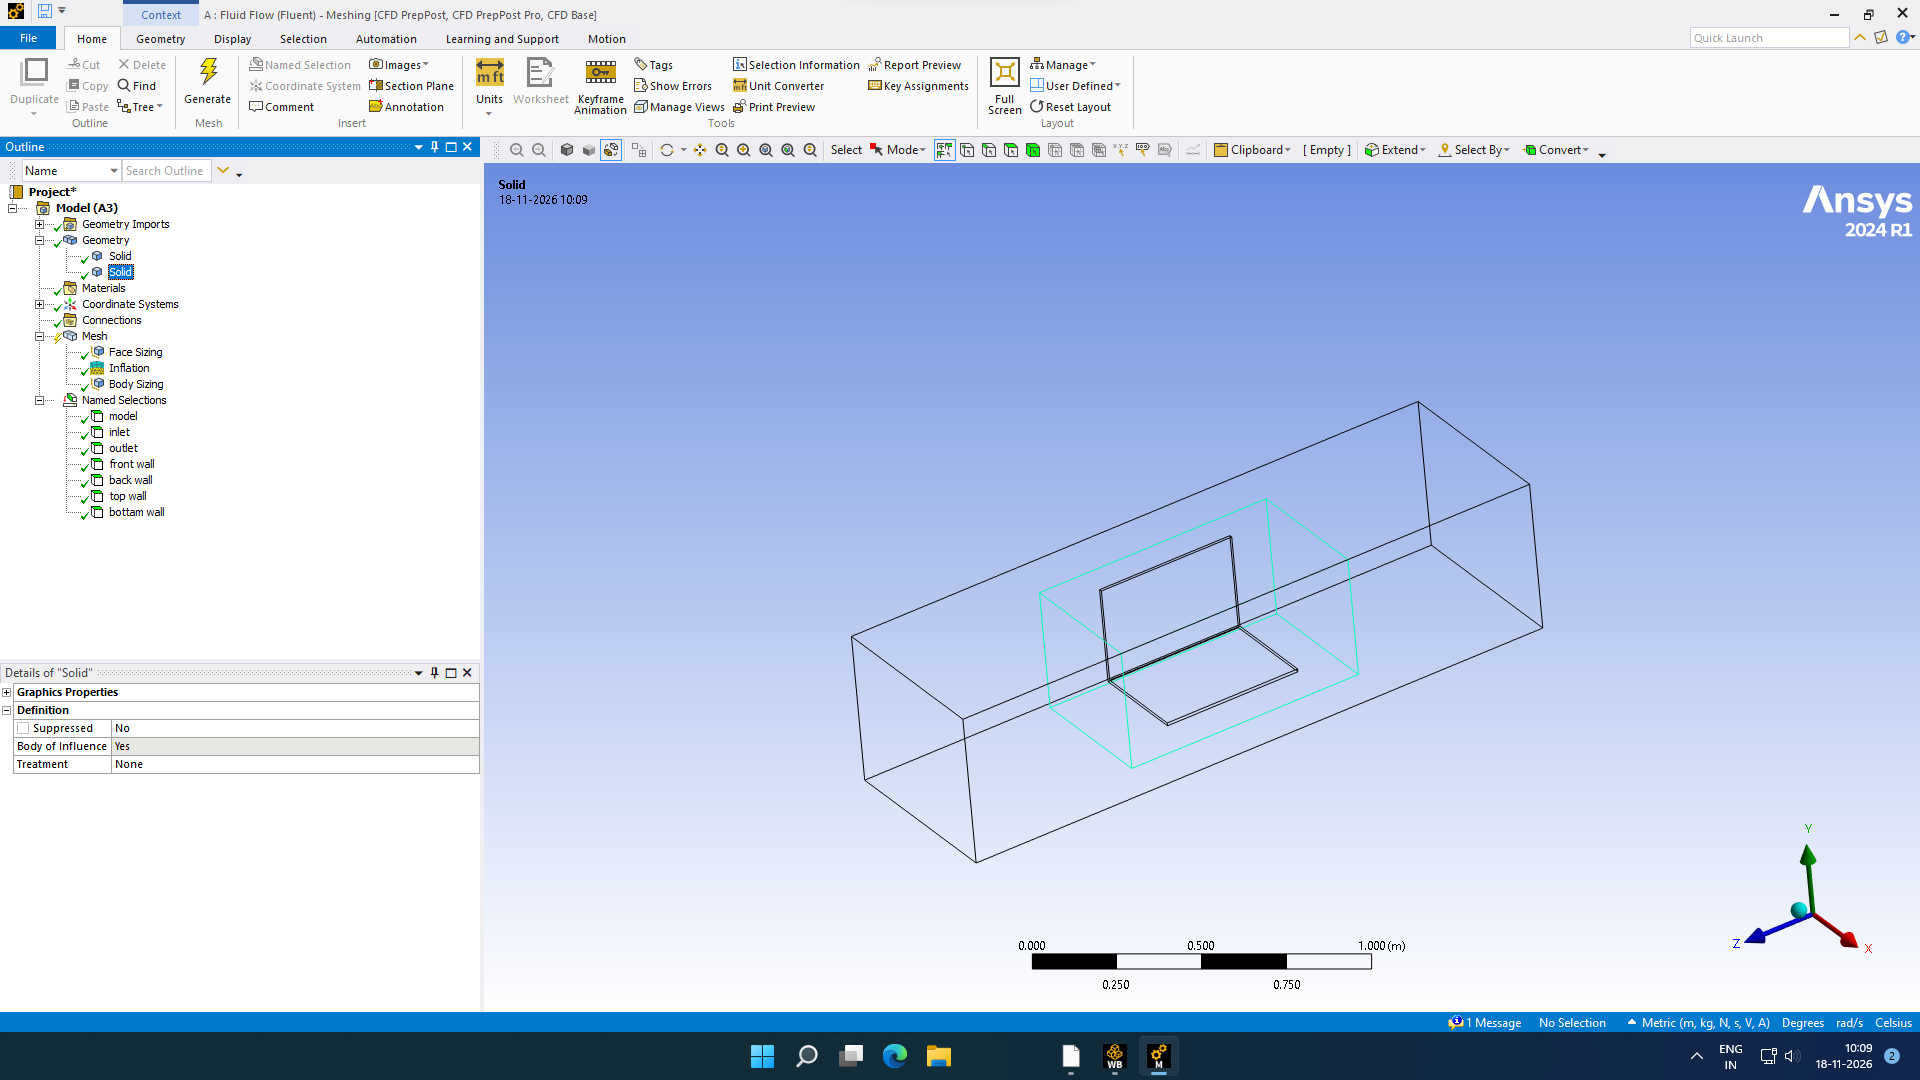 Context
A : Fluid Flow (Fluent) - Meshing [CFD PrepPost, CFD PrepPost Pro, CFD Base]
File
Home
Geometry
Display
Selection
Automation
Learning and Support
Motion
Quick Launch
Duplicate
Cut
Copy
Paste
Delete
Find
Tree
Outline
Generate
Mesh
Named Selection
Coordinate System
Comment
Images
Section Plane
Annotation
Insert
Units
Worksheet
Keyframe
Animation
Tags
Show Errors
Manage Views
Selection Information
Unit Converter
Print Preview
Report Preview
Key Assignments
Tools
Full
Screen
Manage
User Defined
Reset Layout
Layout
Outline
Name
Search Outline
Select
Mode
Clipboard
[ Empty ]
Extend
Select By
Convert
Project*
Model (A3)
Geometry Imports
Geometry
Solid
Solid
Materials
Coordinate Systems
Connections
Mesh
Face Sizing
Inflation
Body Sizing
Named Selections
model
inlet
outlet
front wall
back wall
top wall
bottam wall
Details of "Solid"
Graphics Properties
Definition
Suppressed No
Body of Influence Yes
Treatment None
Solid
18-11-2026 10:09
Ansys
2024 R1
0.000 0.500 1.000 (m)
0.250 0.750
Y
Z
X
1 Message
No Selection
Metric (m, kg, N, s, V, A)
Degrees
rad/s
Celsius
WB
M
ENG
IN
10:09
18-11-2026
2